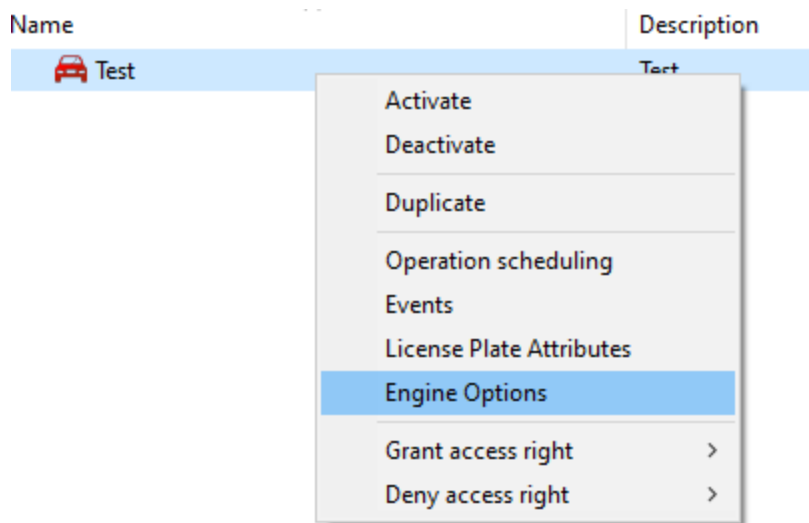 Name Description
Test Test
Activate
Deactivate
Duplicate
Operation scheduling
Events
License Plate Attributes
Engine Options
Grant access right
Deny access right